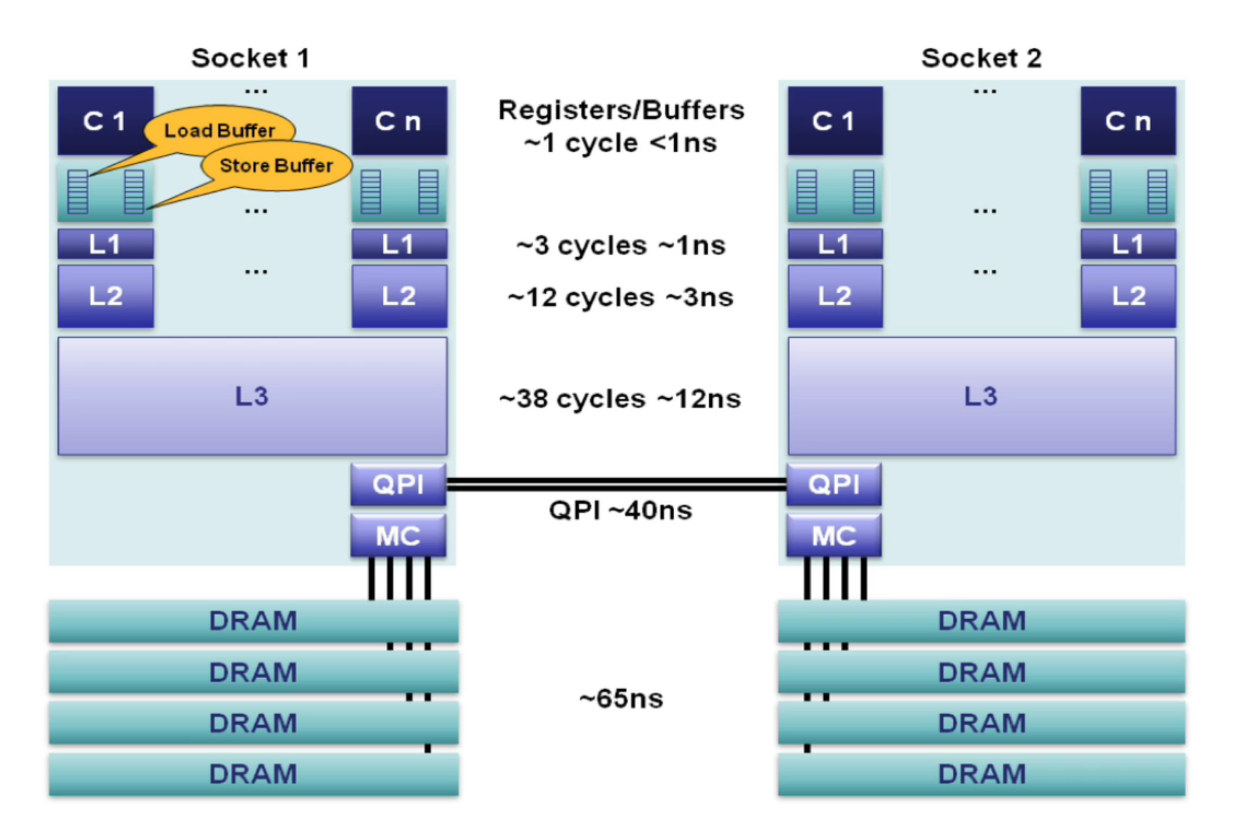 Socket 1
Socket 2
...
...
C 1
C n
Registers/Buffers
~1 cycle <1ns
C 1
C n
Load Buffer
Store Buffer
...
...
L1
L1
~3 cycles ~1ns
L1
L1
...
...
L2
L2
~12 cycles ~3ns
L2
L2
L3
~38 cycles ~12ns
L3
QPI
QPI
QPI ~40ns
MC
MC
DRAM
DRAM
DRAM
DRAM
~65ns
DRAM
DRAM
DRAM
DRAM